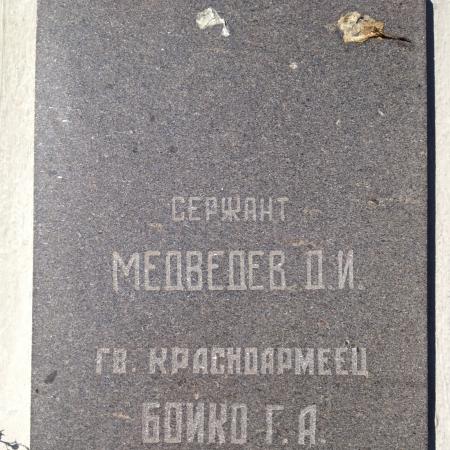 СЕРЖАНТ
МЕДВЕДЕВ Д.И.
ГВ. КРАСНОАРМЕЕЦ
БОЙКО Г.А.